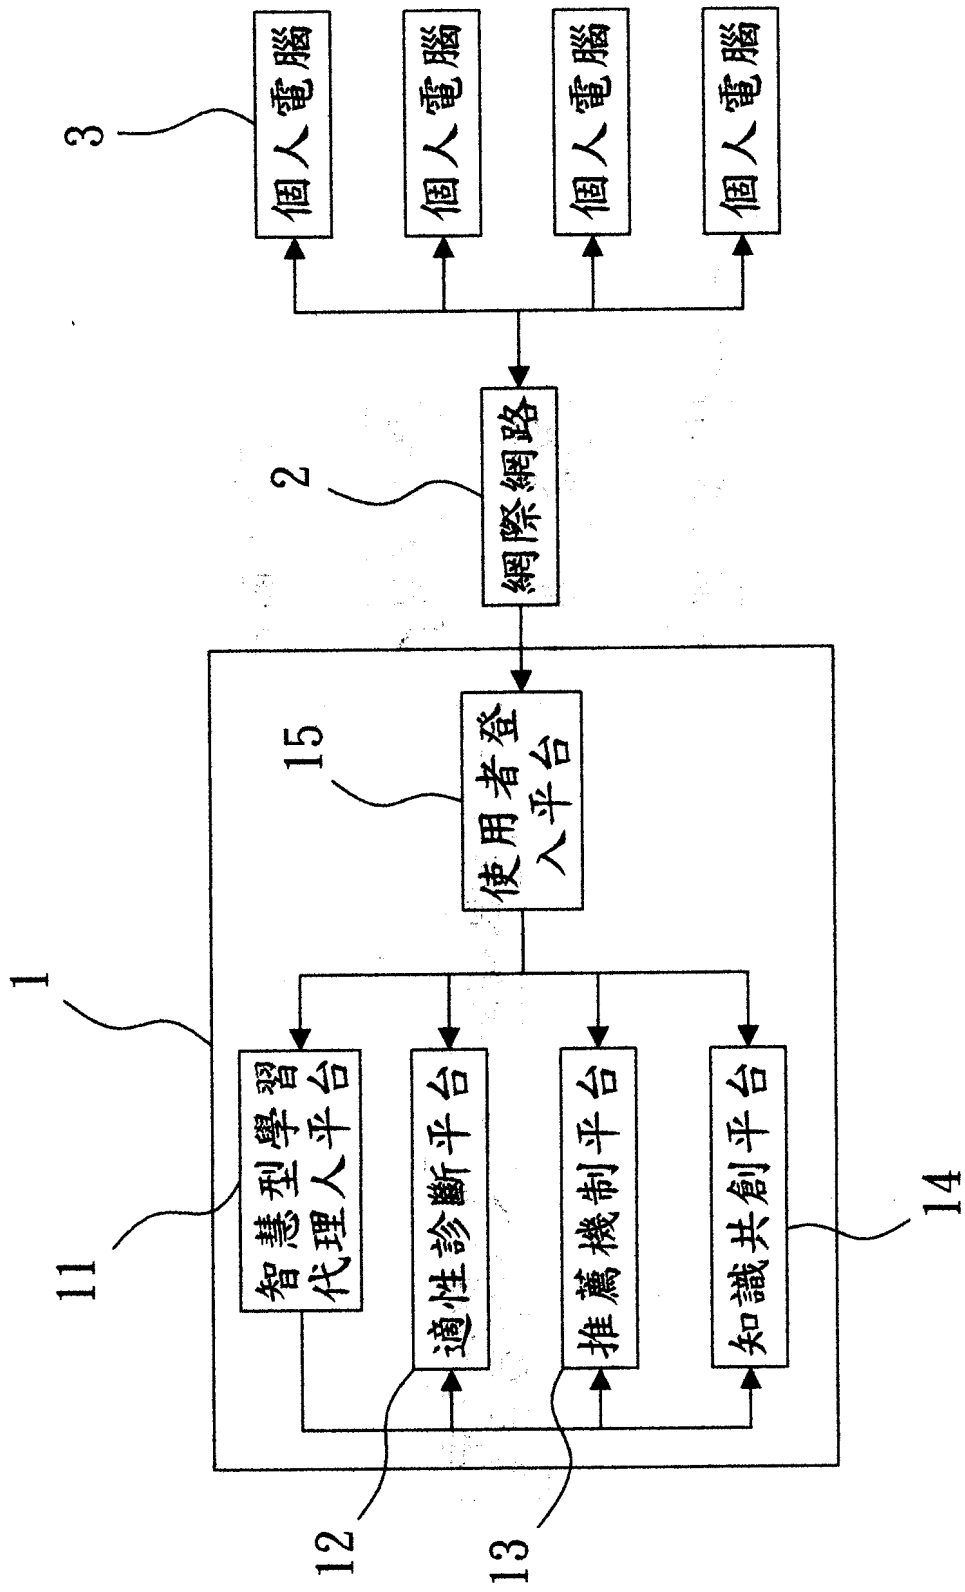 1
11
智慧型學習
代理人平台
12
適性診斷平台
13
推薦機制平台
14
知識共創平台
15
使用者登
入平台
2
網際網路
3
個人電腦
個人電腦
個人電腦
個人電腦